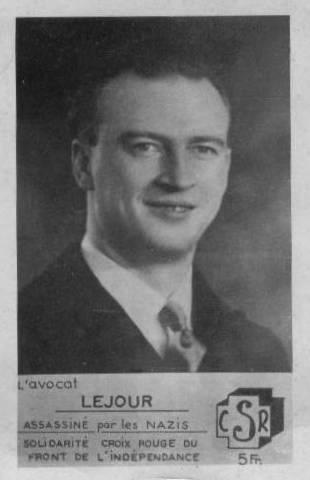 L'avocat
LEJOUR
ASSASSINÉ par les NAZIS
SOLIDARITÉ CROIX ROUGE DU
FRONT DE L'INDÉPENDANCE
CSR
5 Fr.